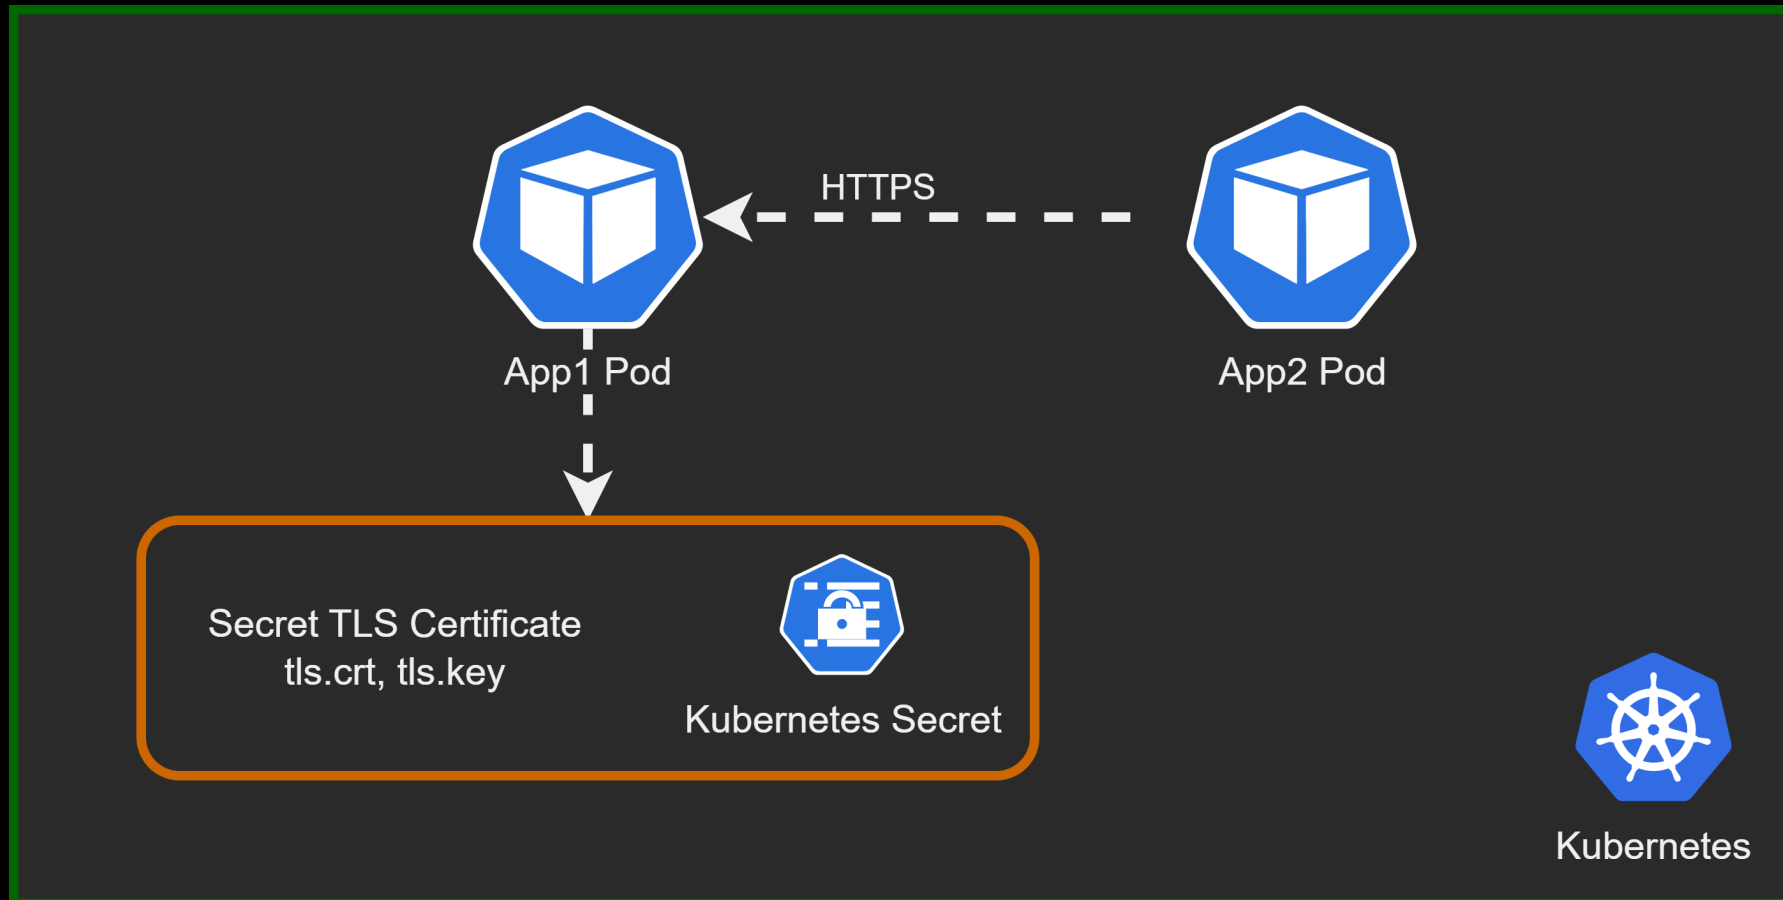 HTTPS
App1 Pod
App2 Pod
Secret TLS Certificate
tls.crt, tls.key
Kubernetes Secret
Kubernetes